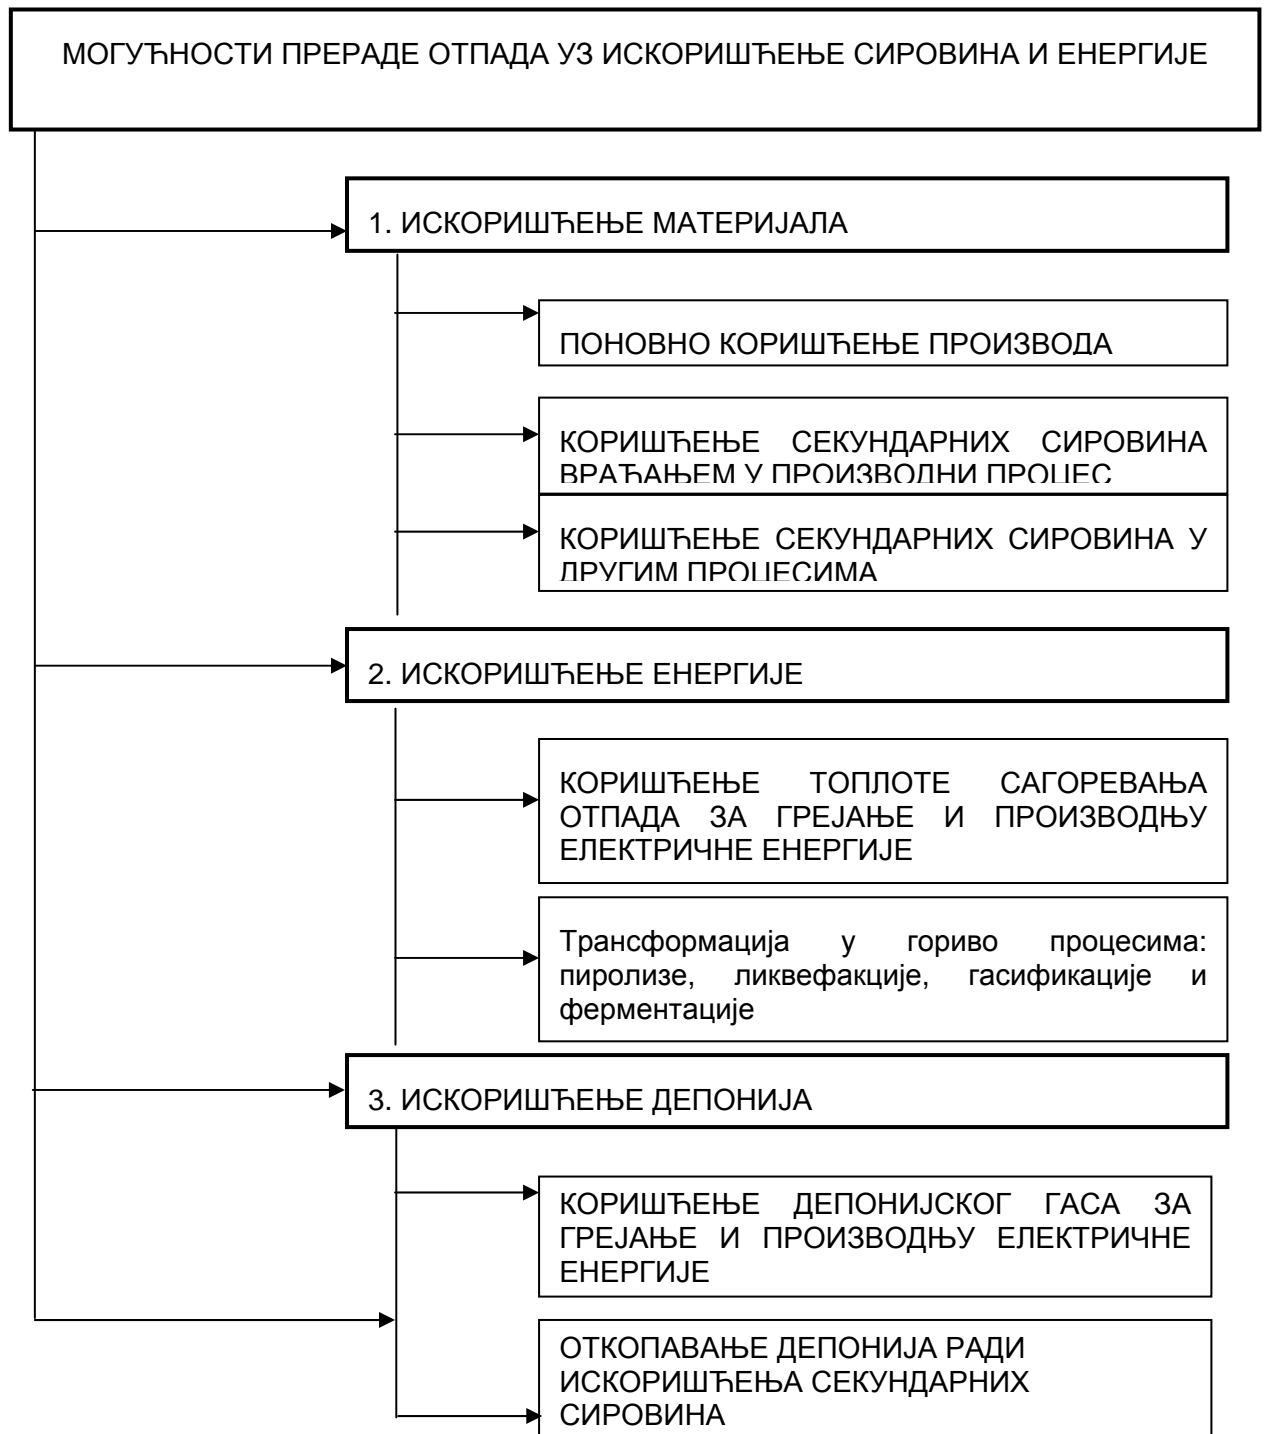 МОГУЋНОСТИ ПРЕРАДЕ ОТПАДА УЗ ИСКОРИШЋЕЊЕ СИРОВИНА И ЕНЕРГИЈЕ
1. ИСКОРИШЋЕЊЕ МАТЕРИЈАЛА
ПОНОВНО КОРИШЋЕЊЕ ПРОИЗВОДА
КОРИШЋЕЊЕ СЕКУНДАРНИХ СИРОВИНА
ВРАЋАЊЕМ У ПРОИЗВОДНИ ПРОЦЕС
КОРИШЋЕЊЕ СЕКУНДАРНИХ СИРОВИНА У
ДРУГИМ ПРОЦЕСИМА
2. ИСКОРИШЋЕЊЕ ЕНЕРГИЈЕ
КОРИШЋЕЊЕ ТОПЛОТЕ САГОРЕВАЊА
ОТПАДА ЗА ГРЕЈАЊЕ И ПРОИЗВОДЊУ
ЕЛЕКТРИЧНЕ ЕНЕРГИЈЕ
Трансформација у гориво процесима:
пиролизе, ликвефакције, гасификације и
ферментације
3. ИСКОРИШЋЕЊЕ ДЕПОНИЈА
КОРИШЋЕЊЕ ДЕПОНИЈСКОГ ГАСА ЗА
ГРЕЈАЊЕ И ПРОИЗВОДЊУ ЕЛЕКТРИЧНЕ
ЕНЕРГИЈЕ
ОТКОПАВАЊЕ ДЕПОНИЈА РАДИ
ИСКОРИШЋЕЊА СЕКУНДАРНИХ
СИРОВИНА